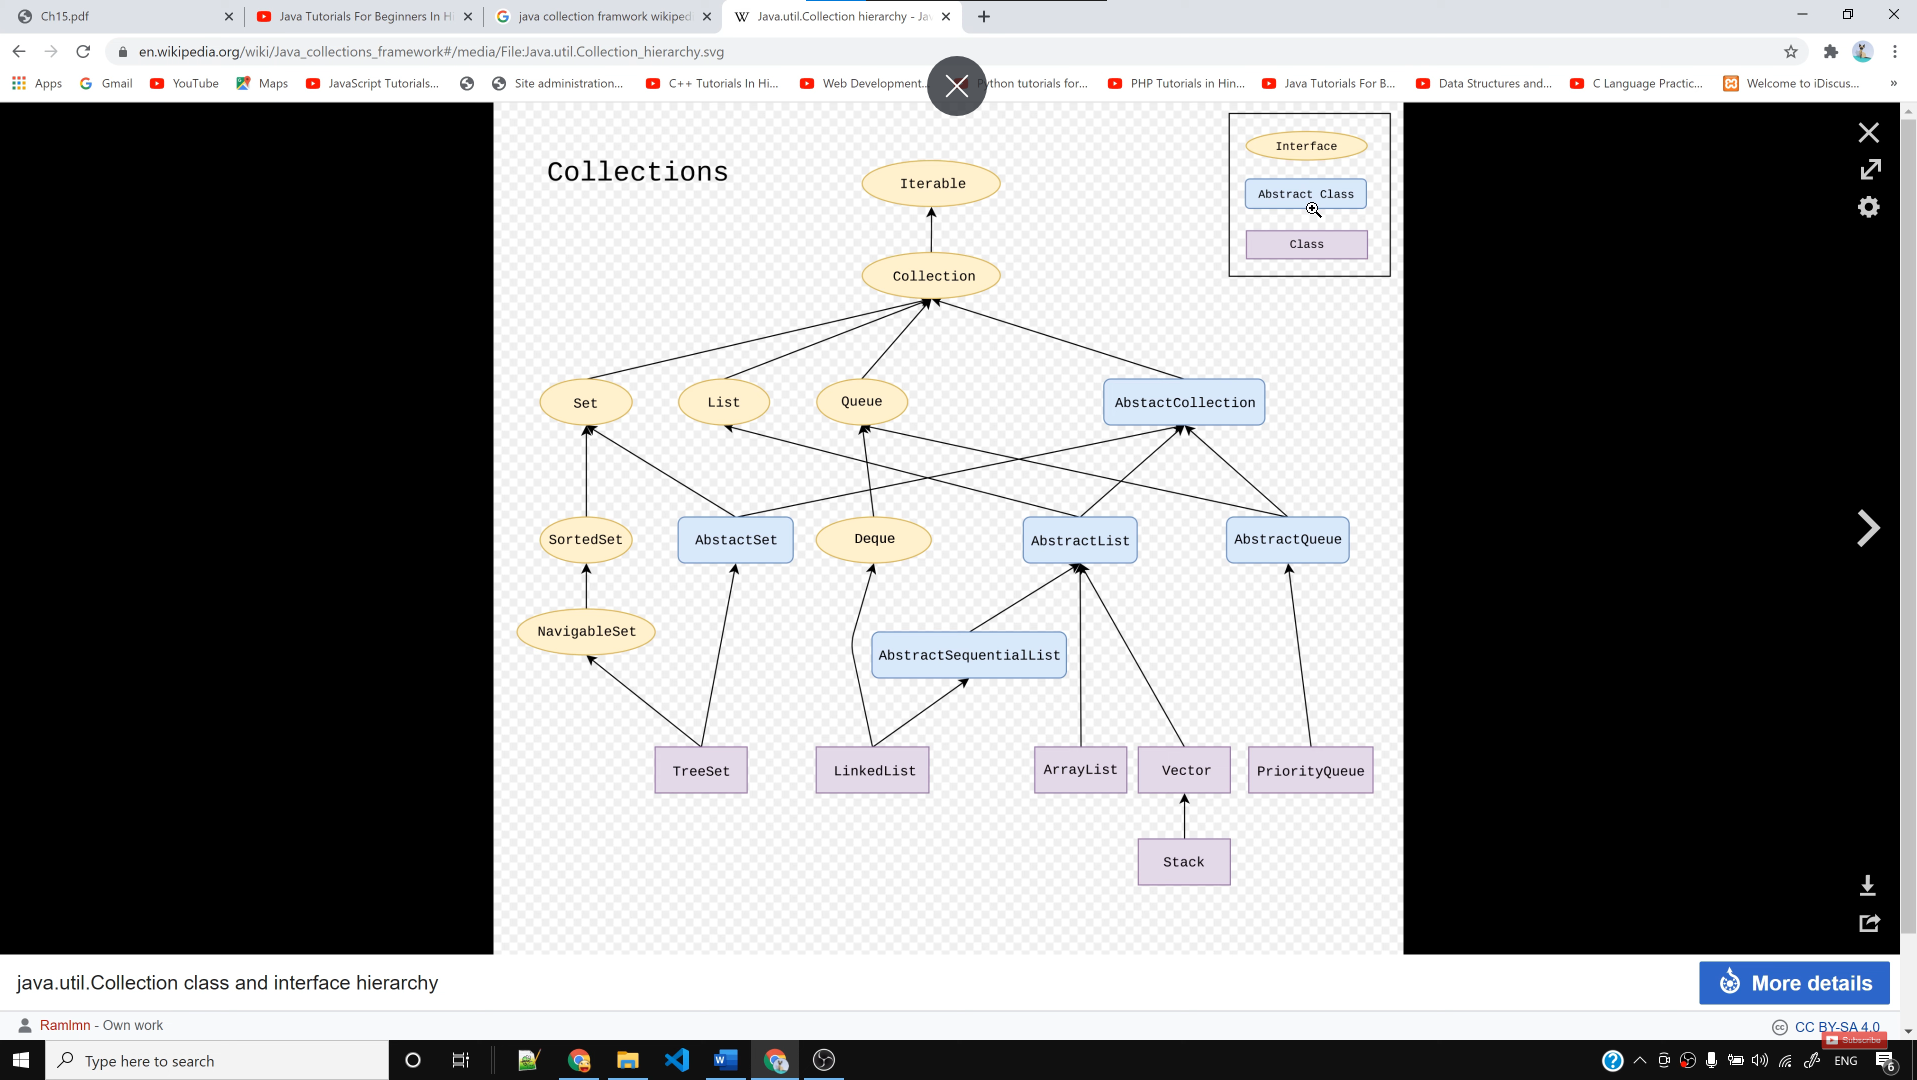 Ch15.pdf
Java Tutorials For Beginners In H
java collection framwork wikiped
Java.util.Collection hierarchy - Jav
en.wikipedia.org/wiki/Java_collections_framework#/media/File:Java.util.Collection_hierarchy.svg
Apps
Gmail
YouTube
Maps
JavaScript Tutorials...
Site administration...
C++ Tutorials In Hi...
Web Development...
Python tutorials for...
PHP Tutorials in Hin...
Java Tutorials For B...
Data Structures and...
C Language Practic...
Welcome to iDiscus...
»
Collections
Interface
Abstract Class
Class
Iterable
Collection
Set
List
Queue
AbstactCollection
SortedSet
AbstactSet
Deque
AbstractList
AbstractQueue
NavigableSet
AbstractSequentialList
TreeSet
LinkedList
ArrayList
Vector
PriorityQueue
Stack
java.util.Collection class and interface hierarchy
More details
RamImn - Own work
CC BY-SA 4.0
Subscribe
Type here to search
ENG
6